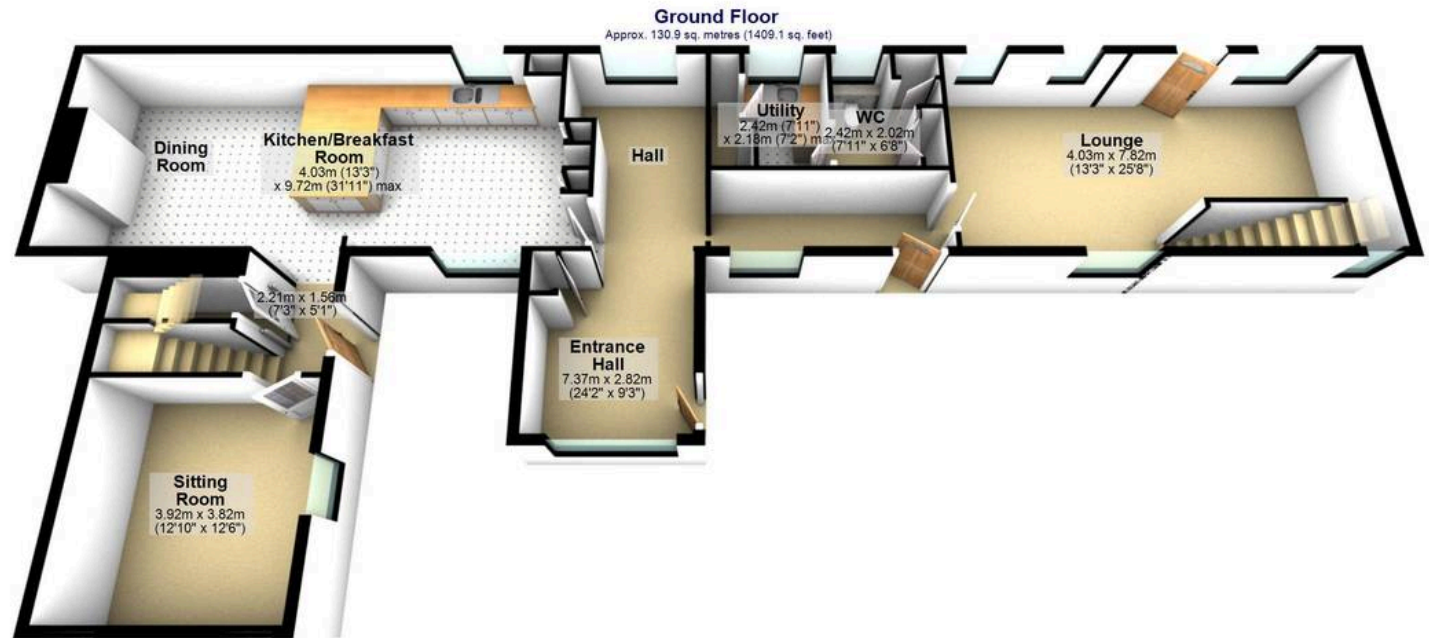 Ground Floor
Approx. 130.9 sq. metres (1409.1 sq. feet)
Dining
Room
Kitchen/Breakfast
Room
4.03m (13'3")
x 9.72m (31'11") max
Hall
Utility
2.42m (7'11")
x 2.18m (7'2") max
WC
2.42m x 2.02m
(7'11" x 6'8")
Lounge
4.03m x 7.82m
(13'3" x 25'8")
2.21m x 1.56m
(7'3" x 5'1")
Entrance
Hall
7.37m x 2.82m
(24'2" x 9'3")
Sitting
Room
3.92m x 3.82m
(12'10" x 12'6")